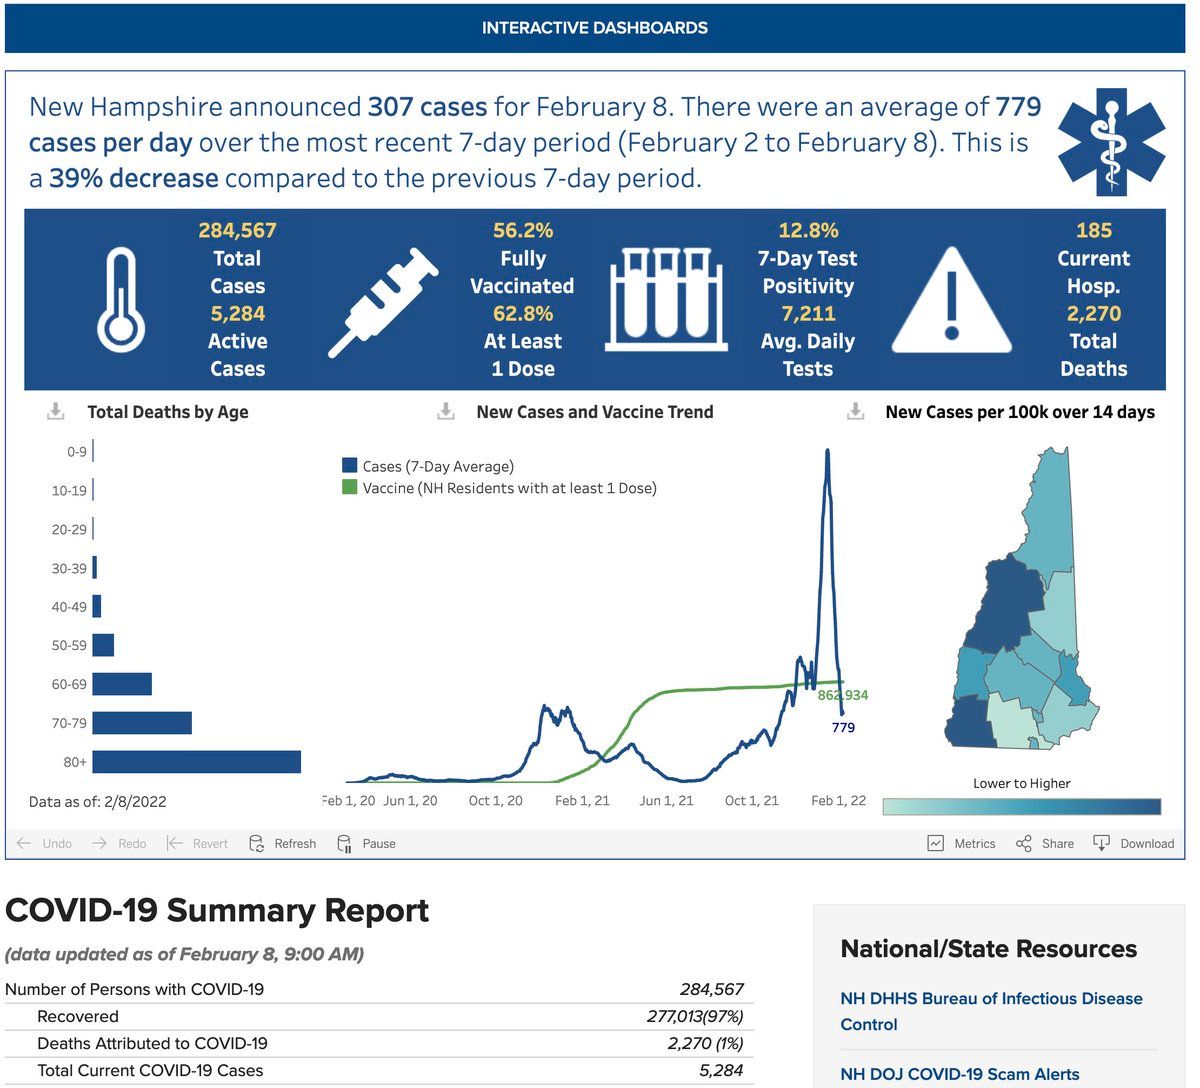 INTERACTIVE DASHBOARDS
New Hampshire announced 307 cases for February 8. There were an average of 779
cases per day over the most recent 7-day period (February 2 to February 8). This is
a 39% decrease compared to the previous 7-day period.
284,567
Total
Cases
5,284
Active
Cases
56.2%
Fully
Vaccinated
62.8%
At Least
1 Dose
12.8%
7-Day Test
Positivity
7,211
Avg. Daily
Tests
185
Current
Hosp.
2,270
Total
Deaths
Total Deaths by Age
0-9
10-19
20-29
30-39
40-49
50-59
60-69
70-79
80+
Data as of: 2/8/2022
New Cases and Vaccine Trend
Cases (7-Day Average)
Vaccine (NH Residents with at least 1 Dose)
862,934
779
Feb 1, 20 Jun 1, 20 Oct 1, 20 Feb 1, 21 Jun 1, 21 Oct 1, 21 Feb 1, 22
New Cases per 100k over 14 days
Lower to Higher
Undo Redo Revert Refresh Pause Metrics Share Download
COVID-19 Summary Report
(data updated as of February 8, 9:00 AM)
Number of Persons with COVID-19 284,567
Recovered 277,013(97%)
Deaths Attributed to COVID-19 2,270 (1%)
Total Current COVID-19 Cases 5,284
National/State Resources
NH DHHS Bureau of Infectious Disease
Control
NH DOJ COVID-19 Scam Alerts